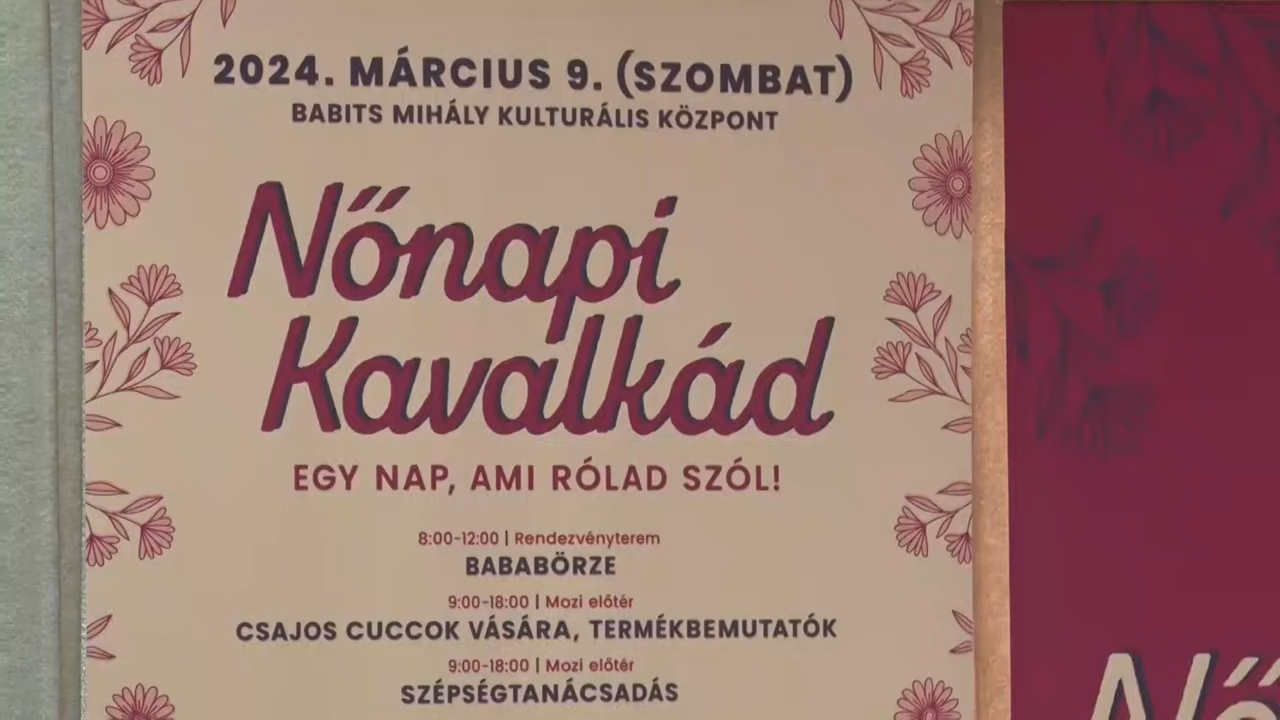 2024. MÁRCIUS 9. (SZOMBAT)
BABITS MIHÁLY KULTURÁLIS KÖZPONT
Nőnapi
Kavalkád
EGY NAP, AMI RÓLAD SZÓL!
8:00-12:00 | Rendezvényterem
BABABÖRZE
9:00-18:00 | Mozi előtér
CSAJOS CUCCOK VÁSÁRA, TERMÉKBEMUTATÓK
9:00-18:00 | Mozi előtér
SZÉPSÉGTANÁCSADÁS